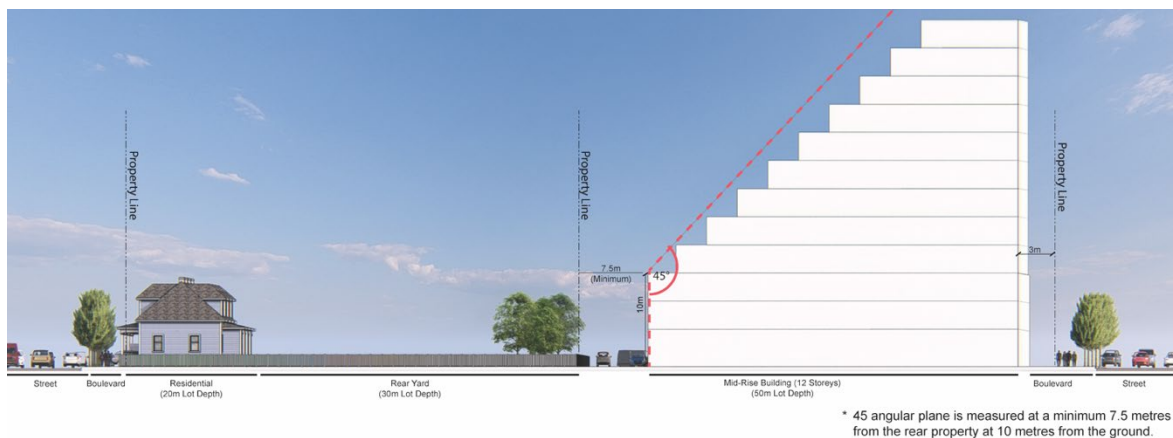 Property Line
Property Line
Property Line
7.5m
(Minimum)
45°
10m
3m
Street
Boulevard
Residential
(20m Lot Depth)
Rear Yard
(30m Lot Depth)
Mid-Rise Building (12 Storeys)
(50m Lot Depth)
Boulevard
Street
* 45 angular plane is measured at a minimum 7.5 metres
from the rear property at 10 metres from the ground.